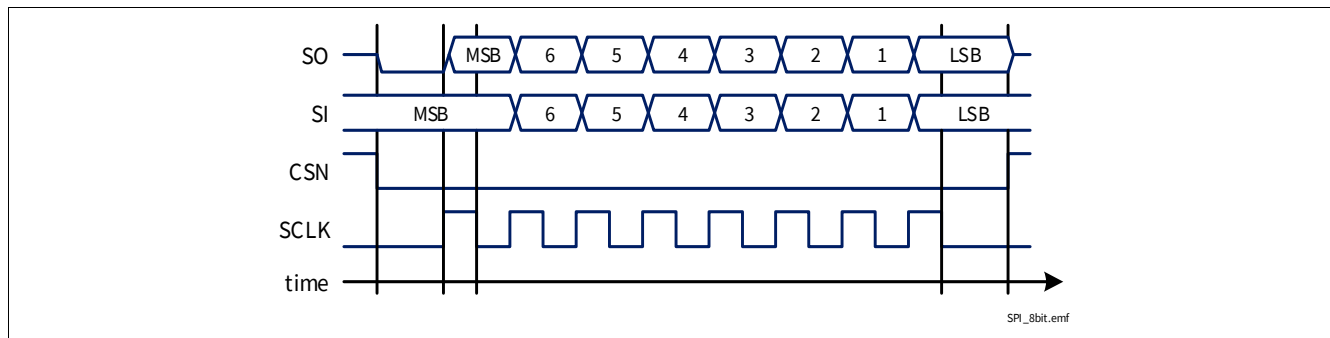 SO MSB 6 5 4 3 2 1 LSB
SI MSB 6 5 4 3 2 1 LSB
CSN
SCLK
time
SPI_8bit.emf